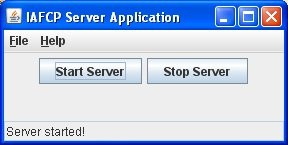 IAFCP Server Application
File Help
Start Server Stop Server
Server started!